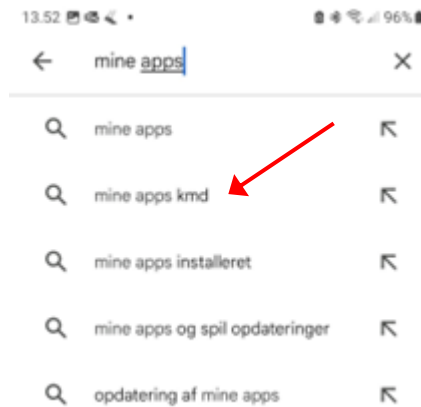 13.52 96%
mine apps
mine apps
mine apps kmd
mine apps installeret
mine apps og spil opdateringer
opdatering af mine apps